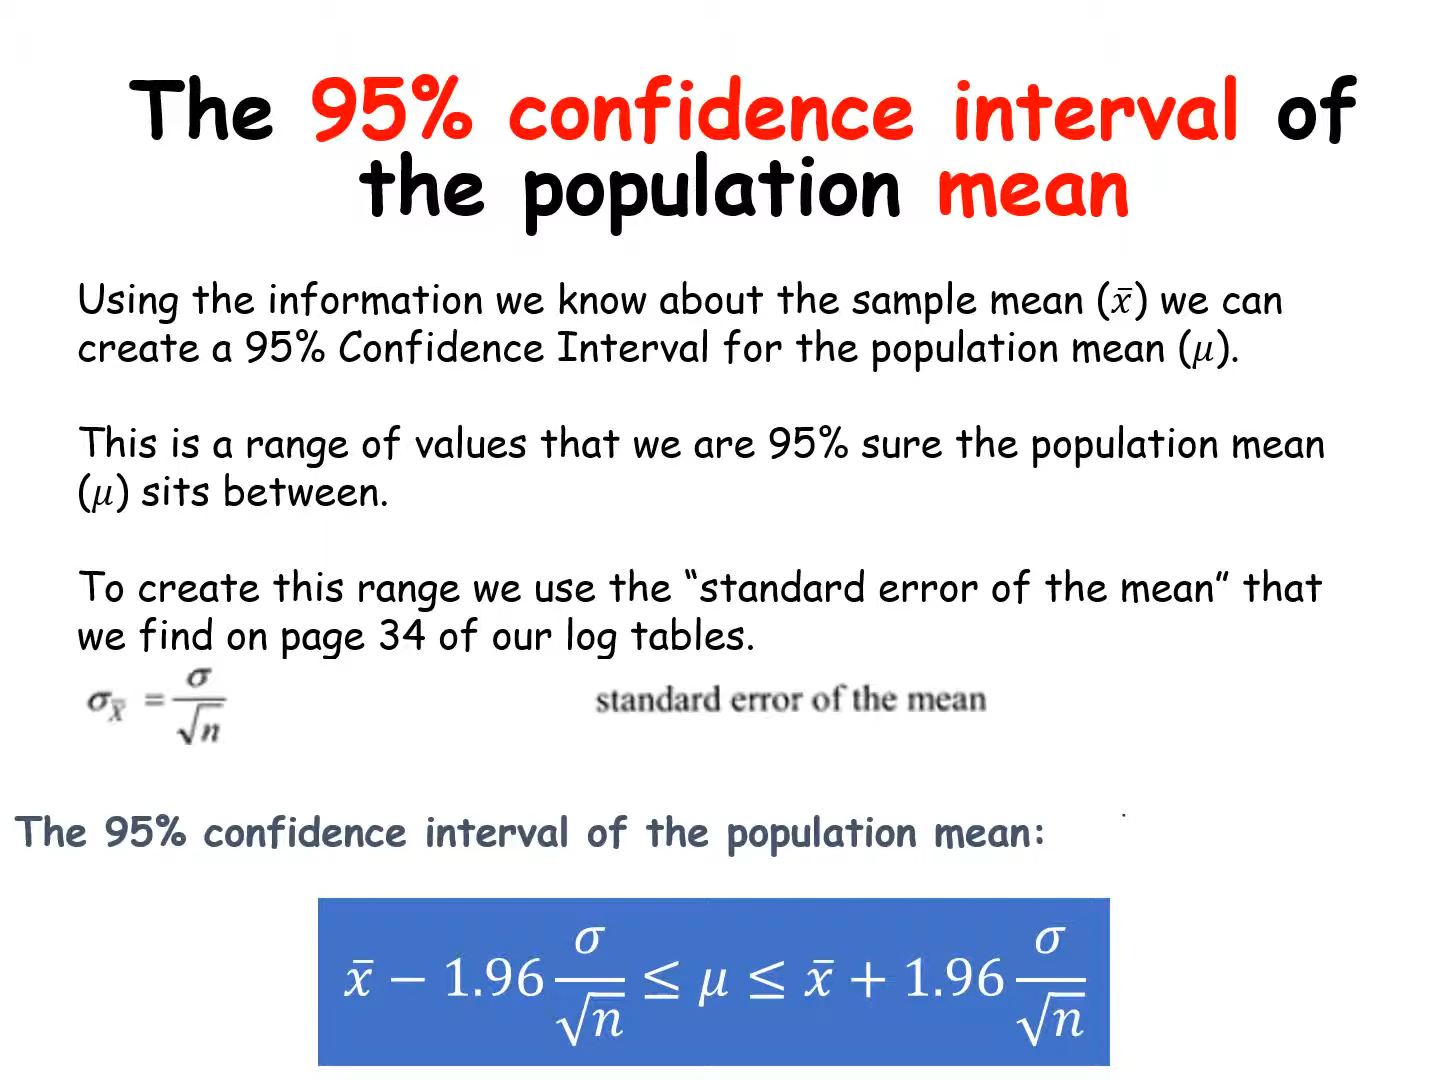 The 95% confidence interval of
the population mean
Using the information we know about the sample mean (x̄) we can
create a 95% Confidence Interval for the population mean (μ).
This is a range of values that we are 95% sure the population mean
(μ) sits between.
To create this range we use the “standard error of the mean” that
we find on page 34 of our log tables.
σ_X̄ = σ/√n standard error of the mean
The 95% confidence interval of the population mean:
x̄ − 1.96 σ/√n ≤ μ ≤ x̄ + 1.96 σ/√n